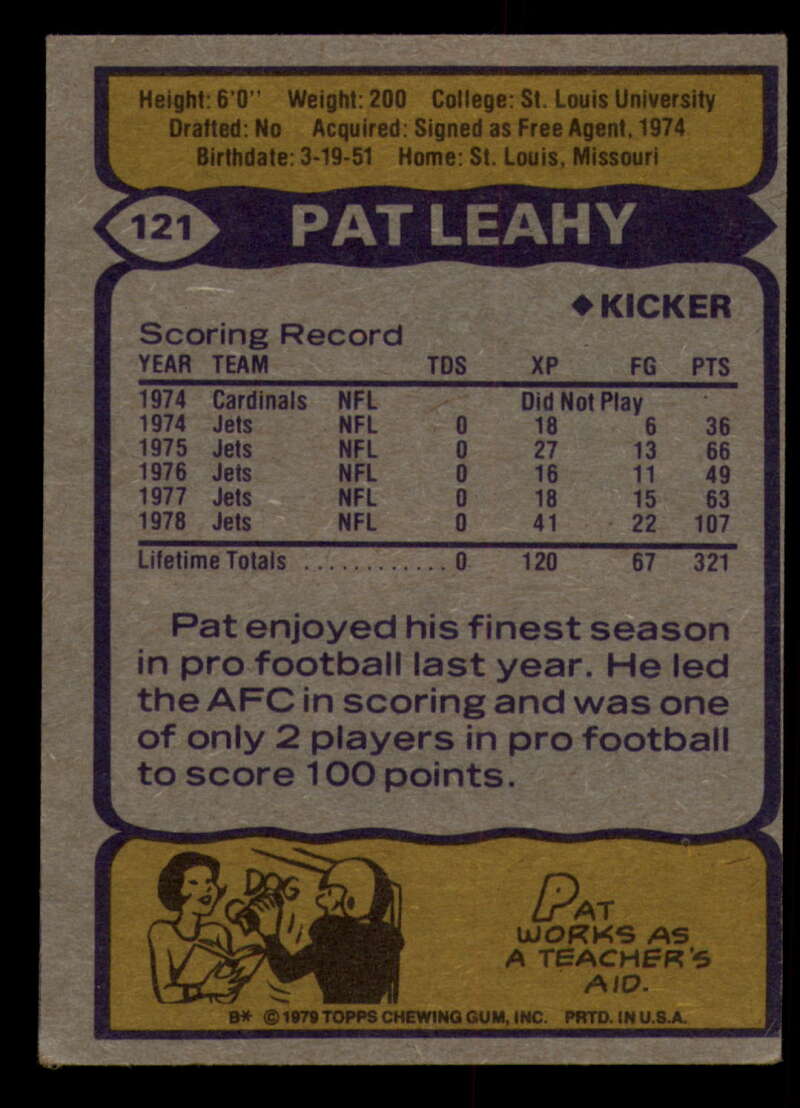 Height: 6'0" Weight: 200 College: St. Louis University
Drafted: No Acquired: Signed as Free Agent, 1974
Birthdate: 3-19-51 Home: St. Louis, Missouri
121 PAT LEAHY
◆ KICKER
Scoring Record
YEAR TEAM TDS XP FG PTS
1974 Cardinals NFL Did Not Play
1974 Jets NFL 0 18 6 36
1975 Jets NFL 0 27 13 66
1976 Jets NFL 0 16 11 49
1977 Jets NFL 0 18 15 63
1978 Jets NFL 0 41 22 107
Lifetime Totals ............ 0 120 67 321
Pat enjoyed his finest season
in pro football last year. He led
the AFC in scoring and was one
of only 2 players in pro football
to score 100 points.
DOG
PAT
WORKS AS
A TEACHER'S
AID.
B* © 1979 TOPPS CHEWING GUM, INC. PRTD. IN U.S.A.